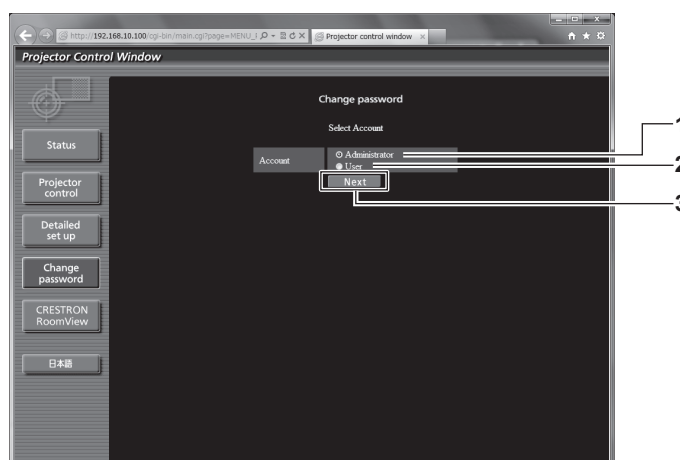 http://192.168.10.100/cgi-bin/main.cgi?page=MENU_
Projector control window
Projector Control Window
Change password
Select Account
Account
Administrator
User
Next
Status
Projector
control
Detailed
set up
Change
password
CRESTRON
RoomView
日本語
1
2
3